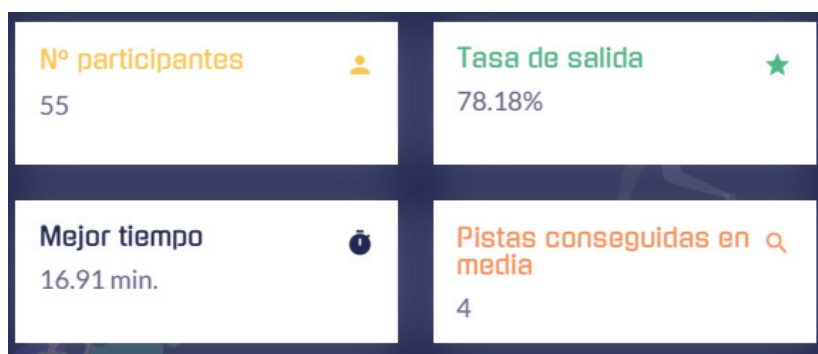 Nº participantes
55
Tasa de salida
78.18%
Mejor tiempo
16.91 min.
Pistas conseguidas en
media
4